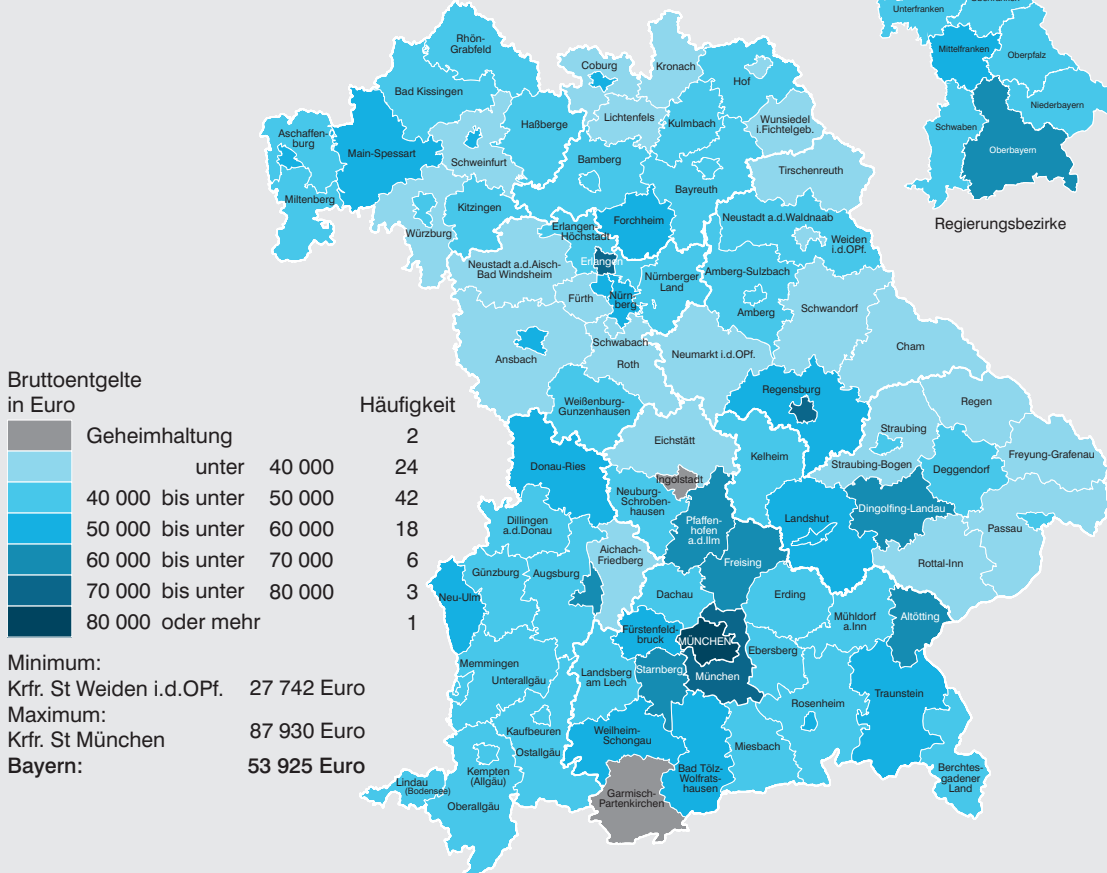 Unterfranken
Mittelfranken
Oberpfalz
Niederbayern
Schwaben
Oberbayern
Regierungsbezirke
Rhön-
Grabfeld
Coburg
Kronach
Hof
Bad Kissingen
Lichtenfels
Kulmbach
Wunsiedel
i.Fichtelgeb.
Haßberge
Aschaffen-
burg
Main-Spessart
Schweinfurt
Bamberg
Bayreuth
Tirschenreuth
Miltenberg
Kitzingen
Würzburg
Forchheim
Neustadt a.d.Waldnaab
Erlangen-
Höchstadt
Weiden
i.d.OPf.
Neustadt a.d.Aisch-
Bad Windsheim
Erlangen
Nürnberger
Land
Amberg-Sulzbach
Fürth
Nürn-
berg
Amberg
Schwandorf
Ansbach
Schwabach
Roth
Neumarkt i.d.OPf.
Cham
Weißenburg-
Gunzenhausen
Regensburg
Regen
Eichstätt
Straubing
Donau-Ries
Kelheim
Straubing-Bogen
Freyung-Grafenau
Deggendorf
Ingolstadt
Neuburg-
Schroben-
hausen
Dingolfing-Landau
Landshut
Passau
Dillingen
a.d.Donau
Pfaffen-
hofen
a.d.Ilm
Aichach-
Friedberg
Freising
Rottal-Inn
Günzburg
Augsburg
Neu-Ulm
Dachau
Erding
Mühldorf
a.Inn
Altötting
Fürstenfeld-
bruck
MÜNCHEN
Ebersberg
Memmingen
Unterallgäu
Landsberg
am Lech
Starnberg
München
Traunstein
Rosenheim
Kaufbeuren
Weilheim-
Schongau
Miesbach
Ostallgäu
Bad Tölz-
Wolfrats-
hausen
Berchtes-
gadener
Land
Kempten
(Allgäu)
Lindau
(Bodensee)
Oberallgäu
Garmisch-
Partenkirchen
Bruttoentgelte
in Euro Häufigkeit
Geheimhaltung 2
unter 40 000 24
40 000 bis unter 50 000 42
50 000 bis unter 60 000 18
60 000 bis unter 70 000 6
70 000 bis unter 80 000 3
80 000 oder mehr 1
Minimum:
Krfr. St Weiden i.d.OPf. 27 742 Euro
Maximum:
Krfr. St München 87 930 Euro
Bayern: 53 925 Euro